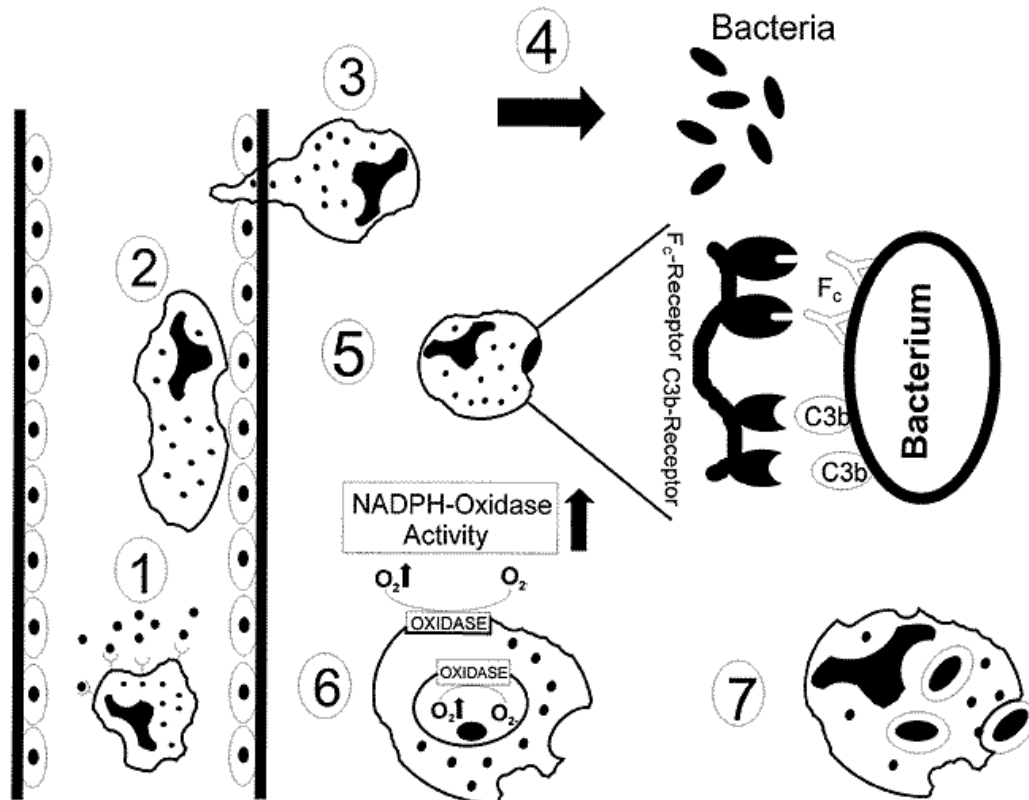 4
Bacteria
3
2
5
Fc-Receptor C3b-Receptor
Fc
C3b
C3b
Bacterium
NADPH-Oxidase
Activity
1
O2
O2
OXIDASE
6
OXIDASE
O2
O2-
7